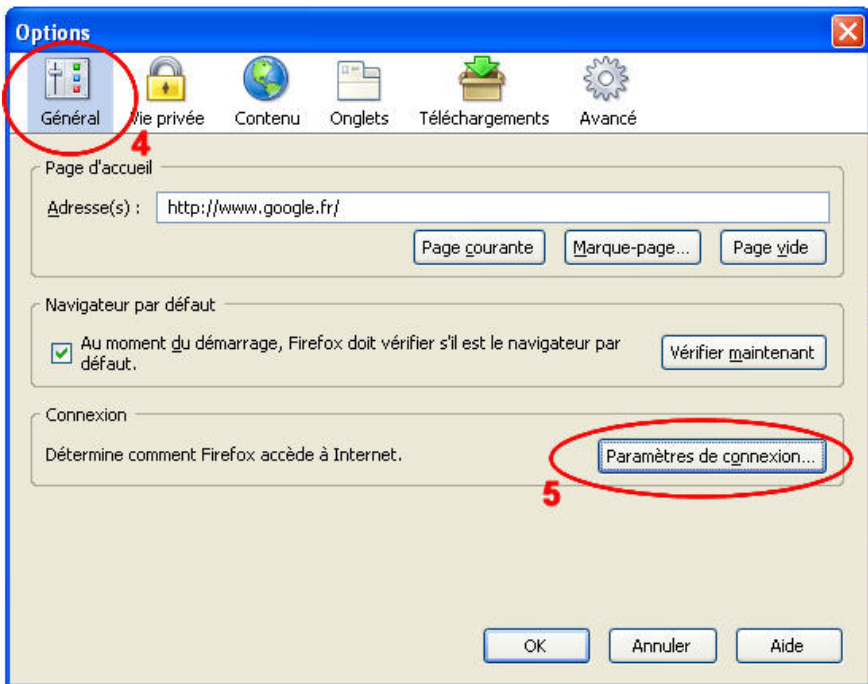 Options
Général
Vie privée
Contenu
Onglets
Téléchargements
Avancé
4
Page d'accueil
Adresse(s) :
http://www.google.fr/
Page courante
Marque-page...
Page vide
Navigateur par défaut
Au moment du démarrage, Firefox doit vérifier s'il est le navigateur par
défaut.
Vérifier maintenant
Connexion
Détermine comment Firefox accède à Internet.
Paramètres de connexion...
5
OK
Annuler
Aide